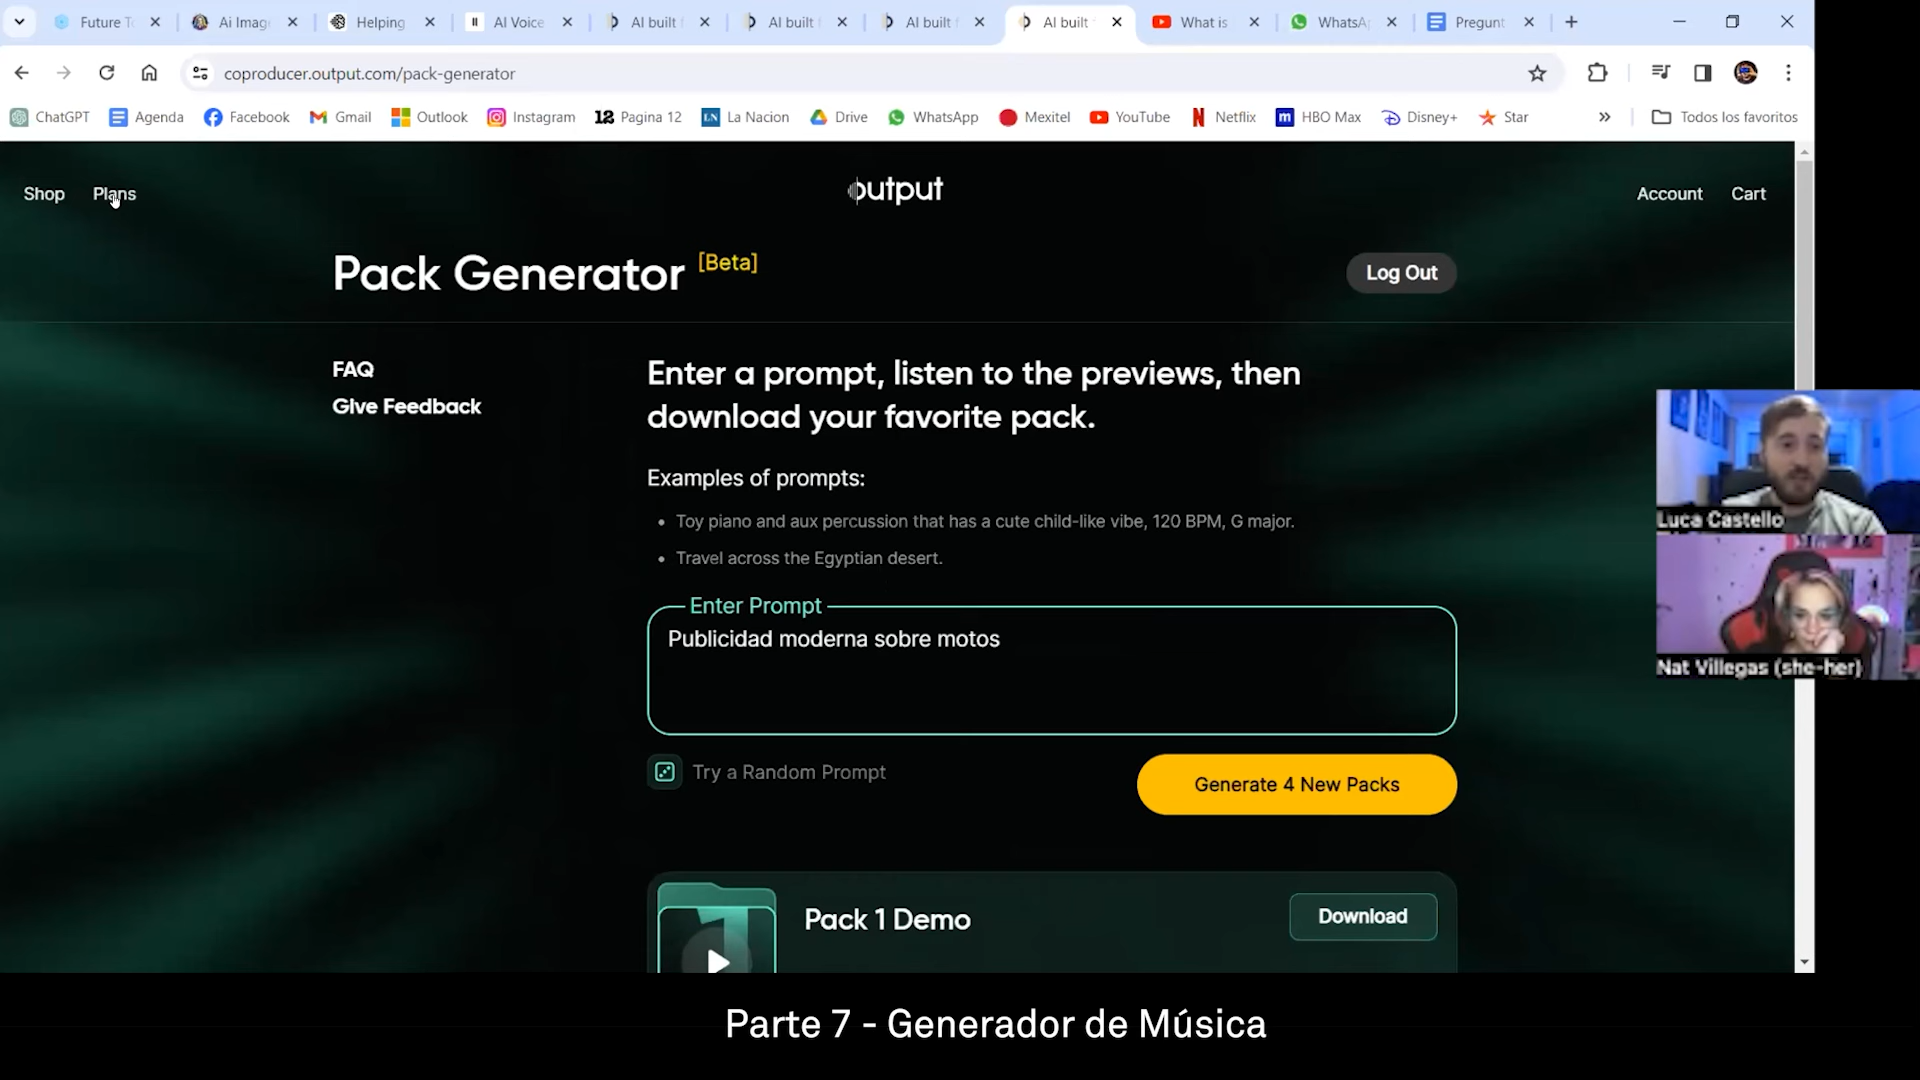 Future To
Ai Imag
Helping
AI Voice
AI built f
AI built f
AI built f
AI built f
What is
WhatsA
Pregunt
coproducer.output.com/pack-generator
ChatGPT
Agenda
Facebook
Gmail
Outlook
Instagram
12 Pagina 12
LN La Nacion
Drive
WhatsApp
Mexitel
YouTube
N Netflix
m HBO Max
Disney+
Star
»
Todos los favoritos
Shop
Plans
output
Account
Cart
Pack Generator [Beta]
Log Out
FAQ
Give Feedback
Enter a prompt, listen to the previews, then
download your favorite pack.
Examples of prompts:
• Toy piano and aux percussion that has a cute child-like vibe, 120 BPM, G major.
• Travel across the Egyptian desert.
Enter Prompt
Publicidad moderna sobre motos
Try a Random Prompt
Generate 4 New Packs
1
Pack 1 Demo
Download
Luca Castello
Nat Villegas (she-her)
Parte 7 - Generador de Música